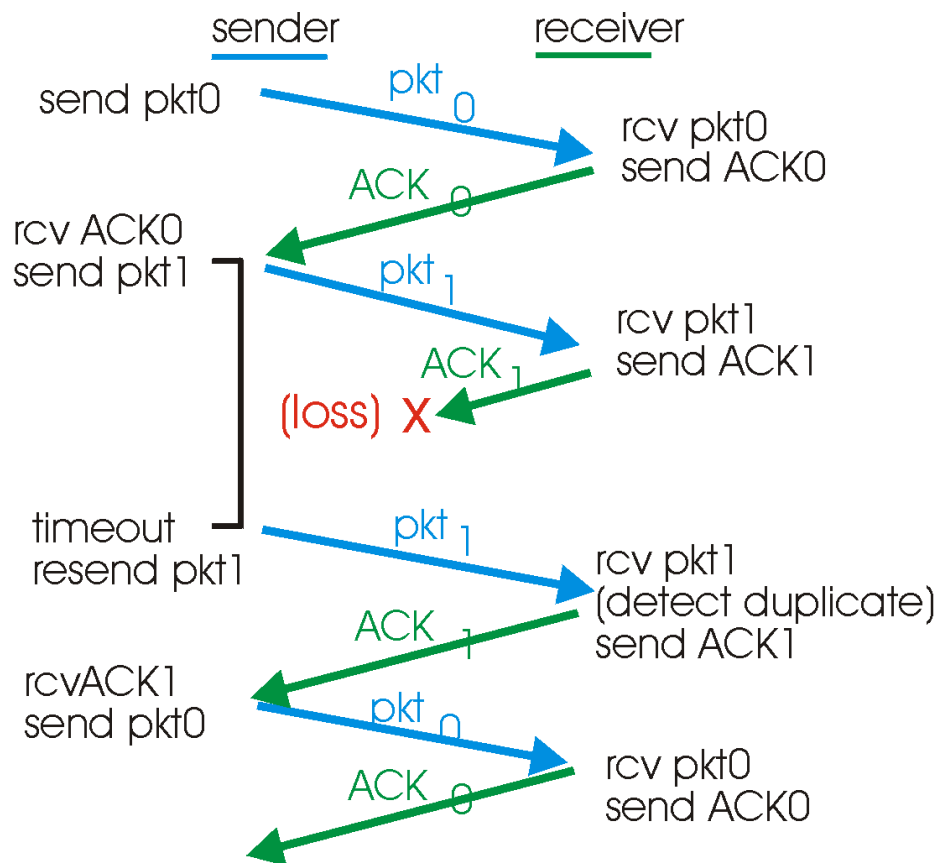 sender
receiver
send pkt0
pkt 0
rcv pkt0
send ACK0
ACK 0
rcv ACK0
send pkt1
pkt 1
rcv pkt1
send ACK1
ACK 1
(loss) X
timeout
resend pkt1
pkt 1
rcv pkt1
(detect duplicate)
send ACK1
ACK 1
rcvACK1
send pkt0
pkt 0
rcv pkt0
send ACK0
ACK 0